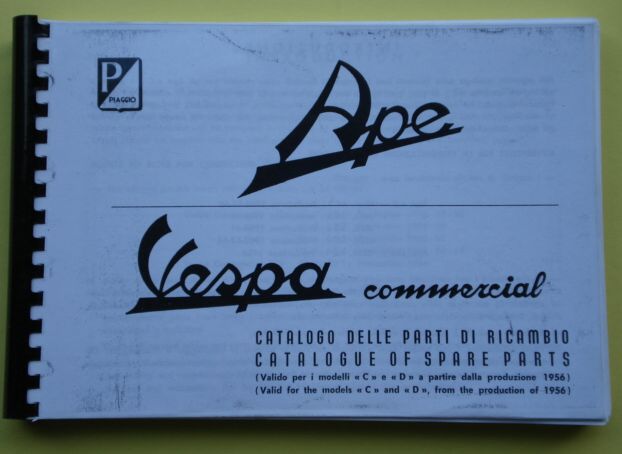 P
PIAGGIO
Ape
Vespa commercial
CATALOGO DELLE PARTI DI RICAMBIO
CATALOGUE OF SPARE PARTS
(Valido per i modelli «C» e «D» a partire dalla produzione 1956)
(Valid for the models «C» and «D», from the production of 1956)